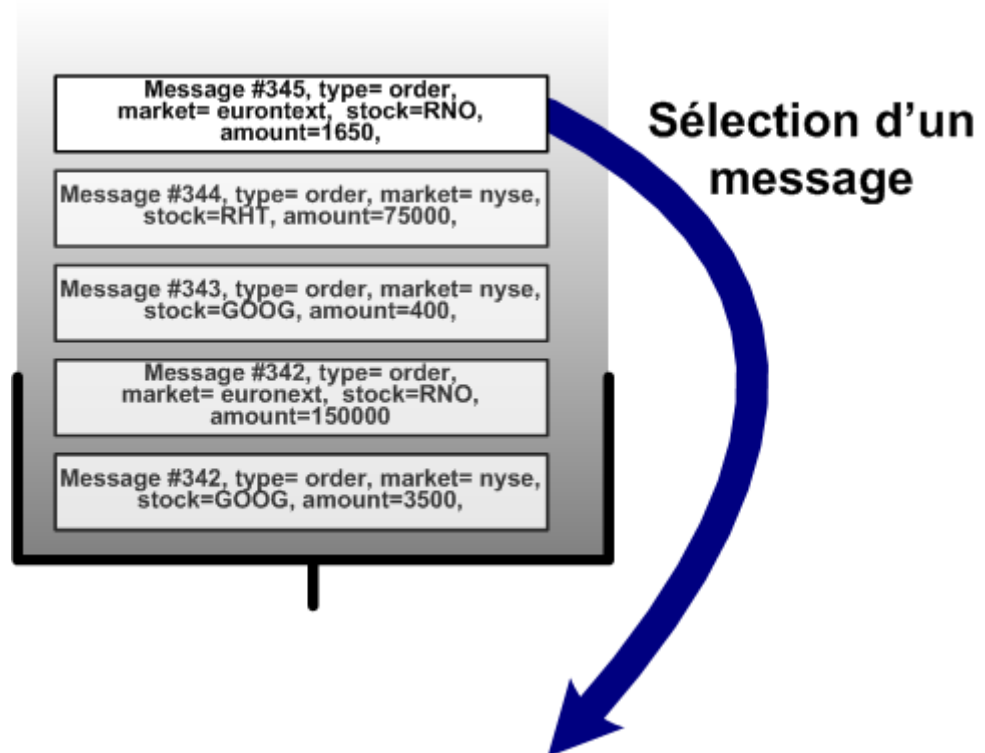 Message #345, type= order,
market= eurontext, stock=RNO,
amount=1650,
Sélection d'un
message
Message #344, type= order, market= nyse,
stock=RHT, amount=75000,
Message #343, type= order, market= nyse,
stock=GOOG, amount=400,
Message #342, type= order,
market= euronext, stock=RNO,
amount=150000
Message #342, type= order, market= nyse,
stock=GOOG, amount=3500,